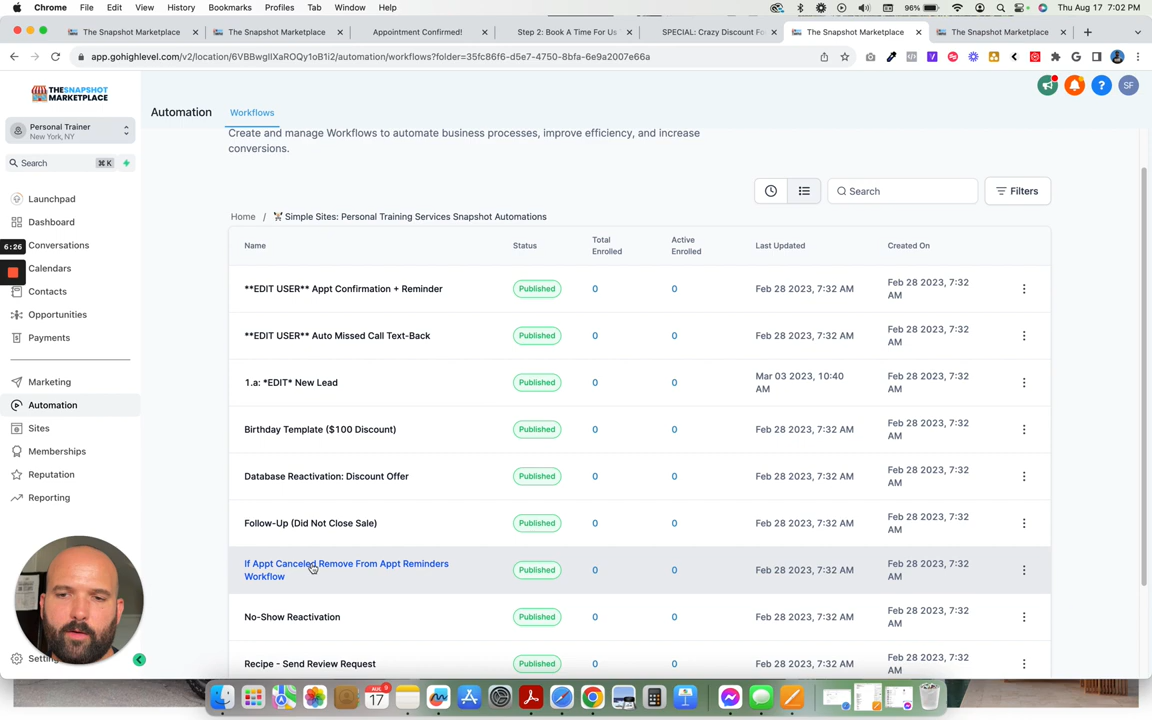 Chrome File Edit View History Bookmarks Profiles Tab Window Help 96% Thu Aug 17 7:02 PM
The Snapshot Marketplace The Snapshot Marketplace Appointment Confirmed! Step 2: Book A Time For Us SPECIAL: Crazy Discount Fo The Snapshot Marketplace The Snapshot Marketplace
app.gohighlevel.com/v2/location/6VBBwglIXaROQy1oB1i2/automation/workflows?folder=35fc86f6-d5e7-4750-8bfa-6e9a2007e66a
THESNAPSHOT
MARKETPLACE
Automation Workflows
SF
Personal Trainer
New York, NY
Search ⌘ K
Launchpad
Dashboard
Conversations
Calendars
Contacts
Opportunities
Payments
Marketing
Automation
Sites
Memberships
Reputation
Reporting
6:26
Create and manage Workflows to automate business processes, improve efficiency, and increase
conversions.
Search Filters
Home / Simple Sites: Personal Training Services Snapshot Automations
Name Status Total Enrolled Active Enrolled Last Updated Created On
**EDIT USER** Appt Confirmation + Reminder Published 0 0 Feb 28 2023, 7:32 AM Feb 28 2023, 7:32 AM
**EDIT USER** Auto Missed Call Text-Back Published 0 0 Feb 28 2023, 7:32 AM Feb 28 2023, 7:32 AM
1.a: *EDIT* New Lead Published 0 0 Mar 03 2023, 10:40 AM Feb 28 2023, 7:32 AM
Birthday Template ($100 Discount) Published 0 0 Feb 28 2023, 7:32 AM Feb 28 2023, 7:32 AM
Database Reactivation: Discount Offer Published 0 0 Feb 28 2023, 7:32 AM Feb 28 2023, 7:32 AM
Follow-Up (Did Not Close Sale) Published 0 0 Feb 28 2023, 7:32 AM Feb 28 2023, 7:32 AM
If Appt Canceled Remove From Appt Reminders
Workflow Published 0 0 Feb 28 2023, 7:32 AM Feb 28 2023, 7:32 AM
No-Show Reactivation Published 0 0 Feb 28 2023, 7:32 AM Feb 28 2023, 7:32 AM
Recipe - Send Review Request Published 0 0 Feb 28 2023, 7:32 AM Feb 28 2023, 7:32
AUG
17